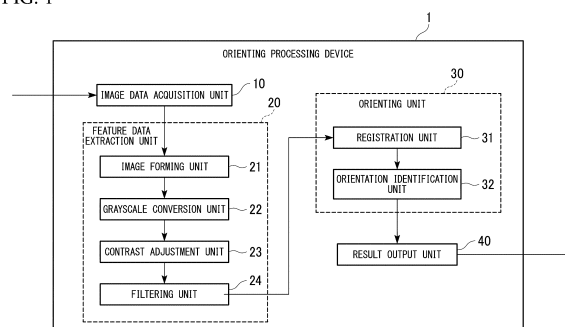 FIG. 1
1
ORIENTING PROCESSING DEVICE
IMAGE DATA ACQUISITION UNIT
10
20
FEATURE DATA
EXTRACTION UNIT
IMAGE FORMING UNIT
21
GRAYSCALE CONVERSION UNIT
22
CONTRAST ADJUSTMENT UNIT
23
FILTERING UNIT
24
30
ORIENTING UNIT
REGISTRATION UNIT
31
ORIENTATION IDENTIFICATION
UNIT
32
RESULT OUTPUT UNIT
40